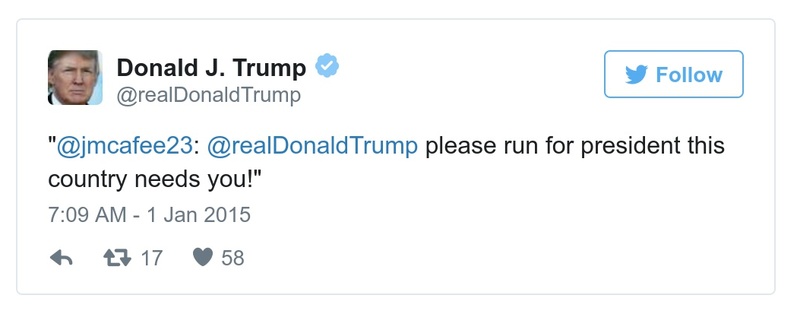 Donald J. Trump
@realDonaldTrump
Follow
"@jmcafee23: @realDonaldTrump please run for president this
country needs you!"
7:09 AM - 1 Jan 2015
17 58